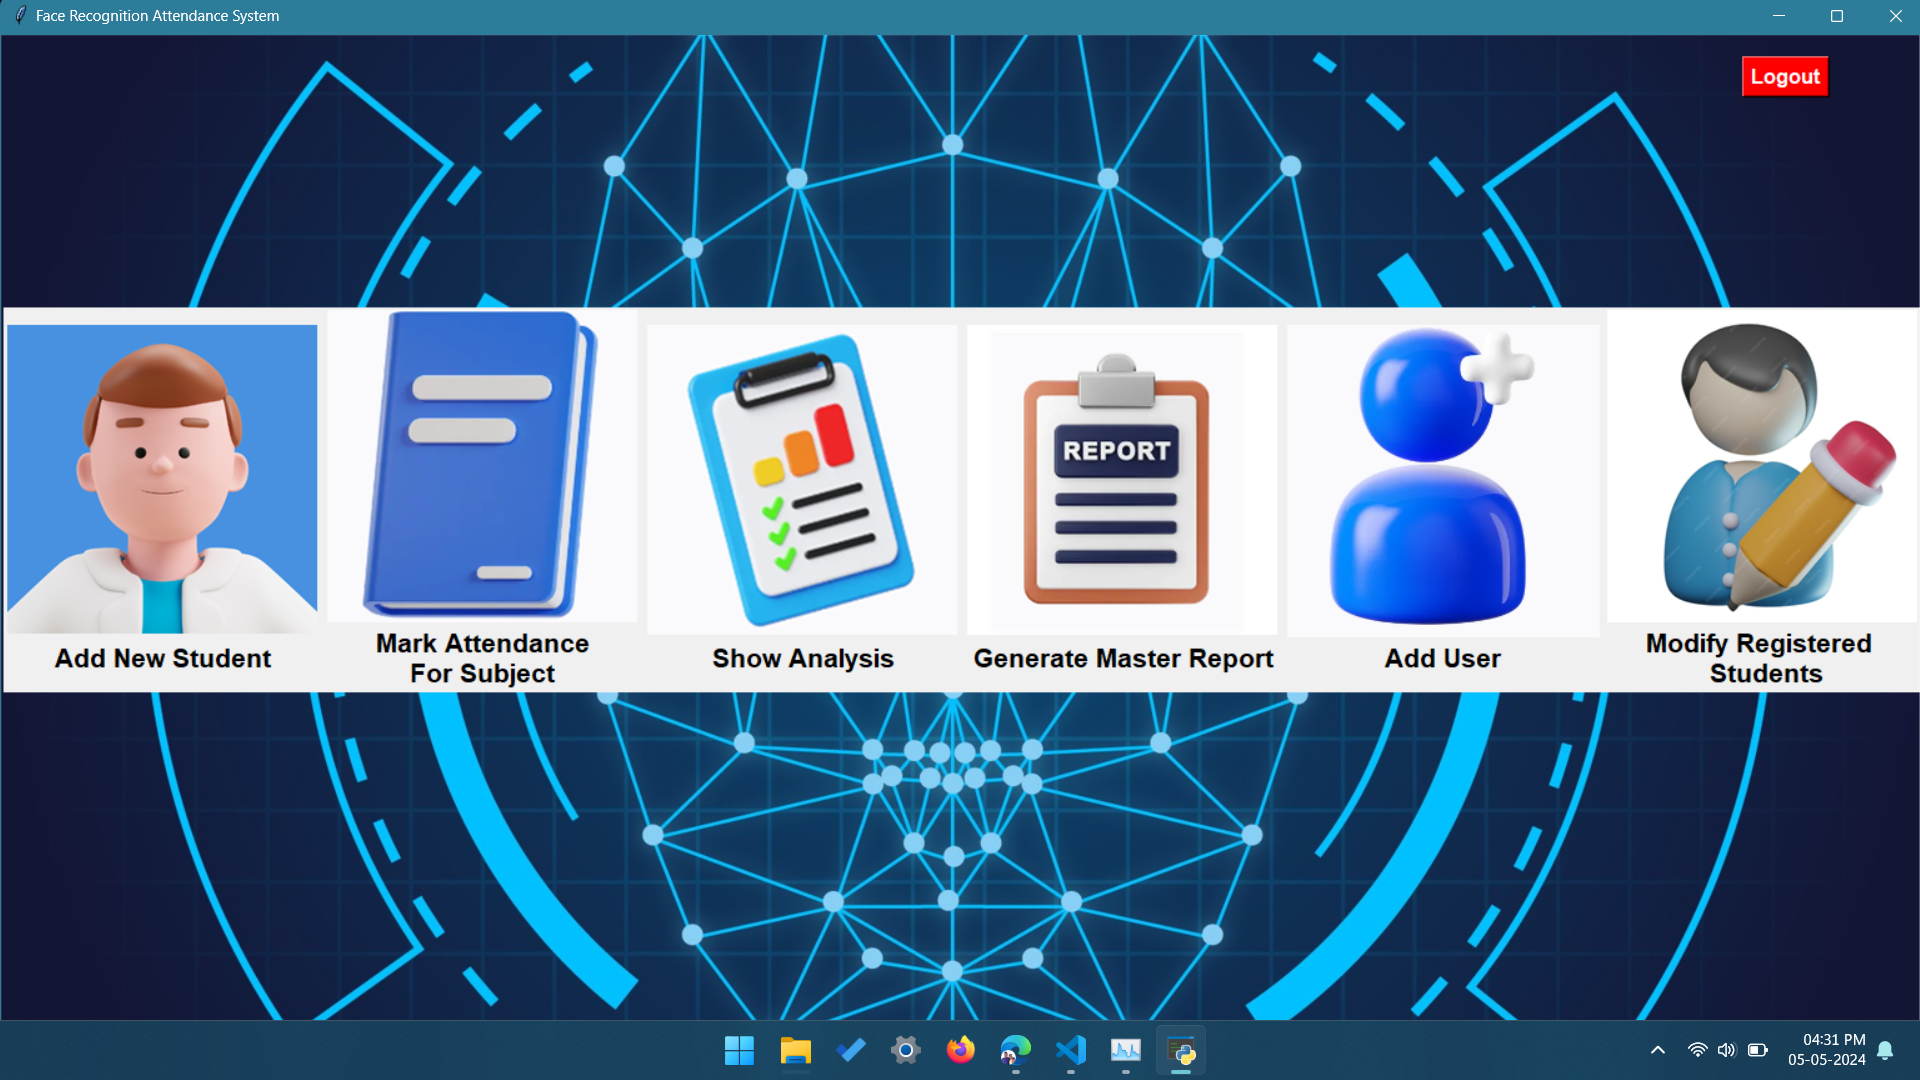 Face Recognition Attendance System
Logout
REPORT
Add New Student
Mark Attendance
For Subject
Show Analysis
Generate Master Report
Add User
Modify Registered
Students
04:31 PM
05-05-2024